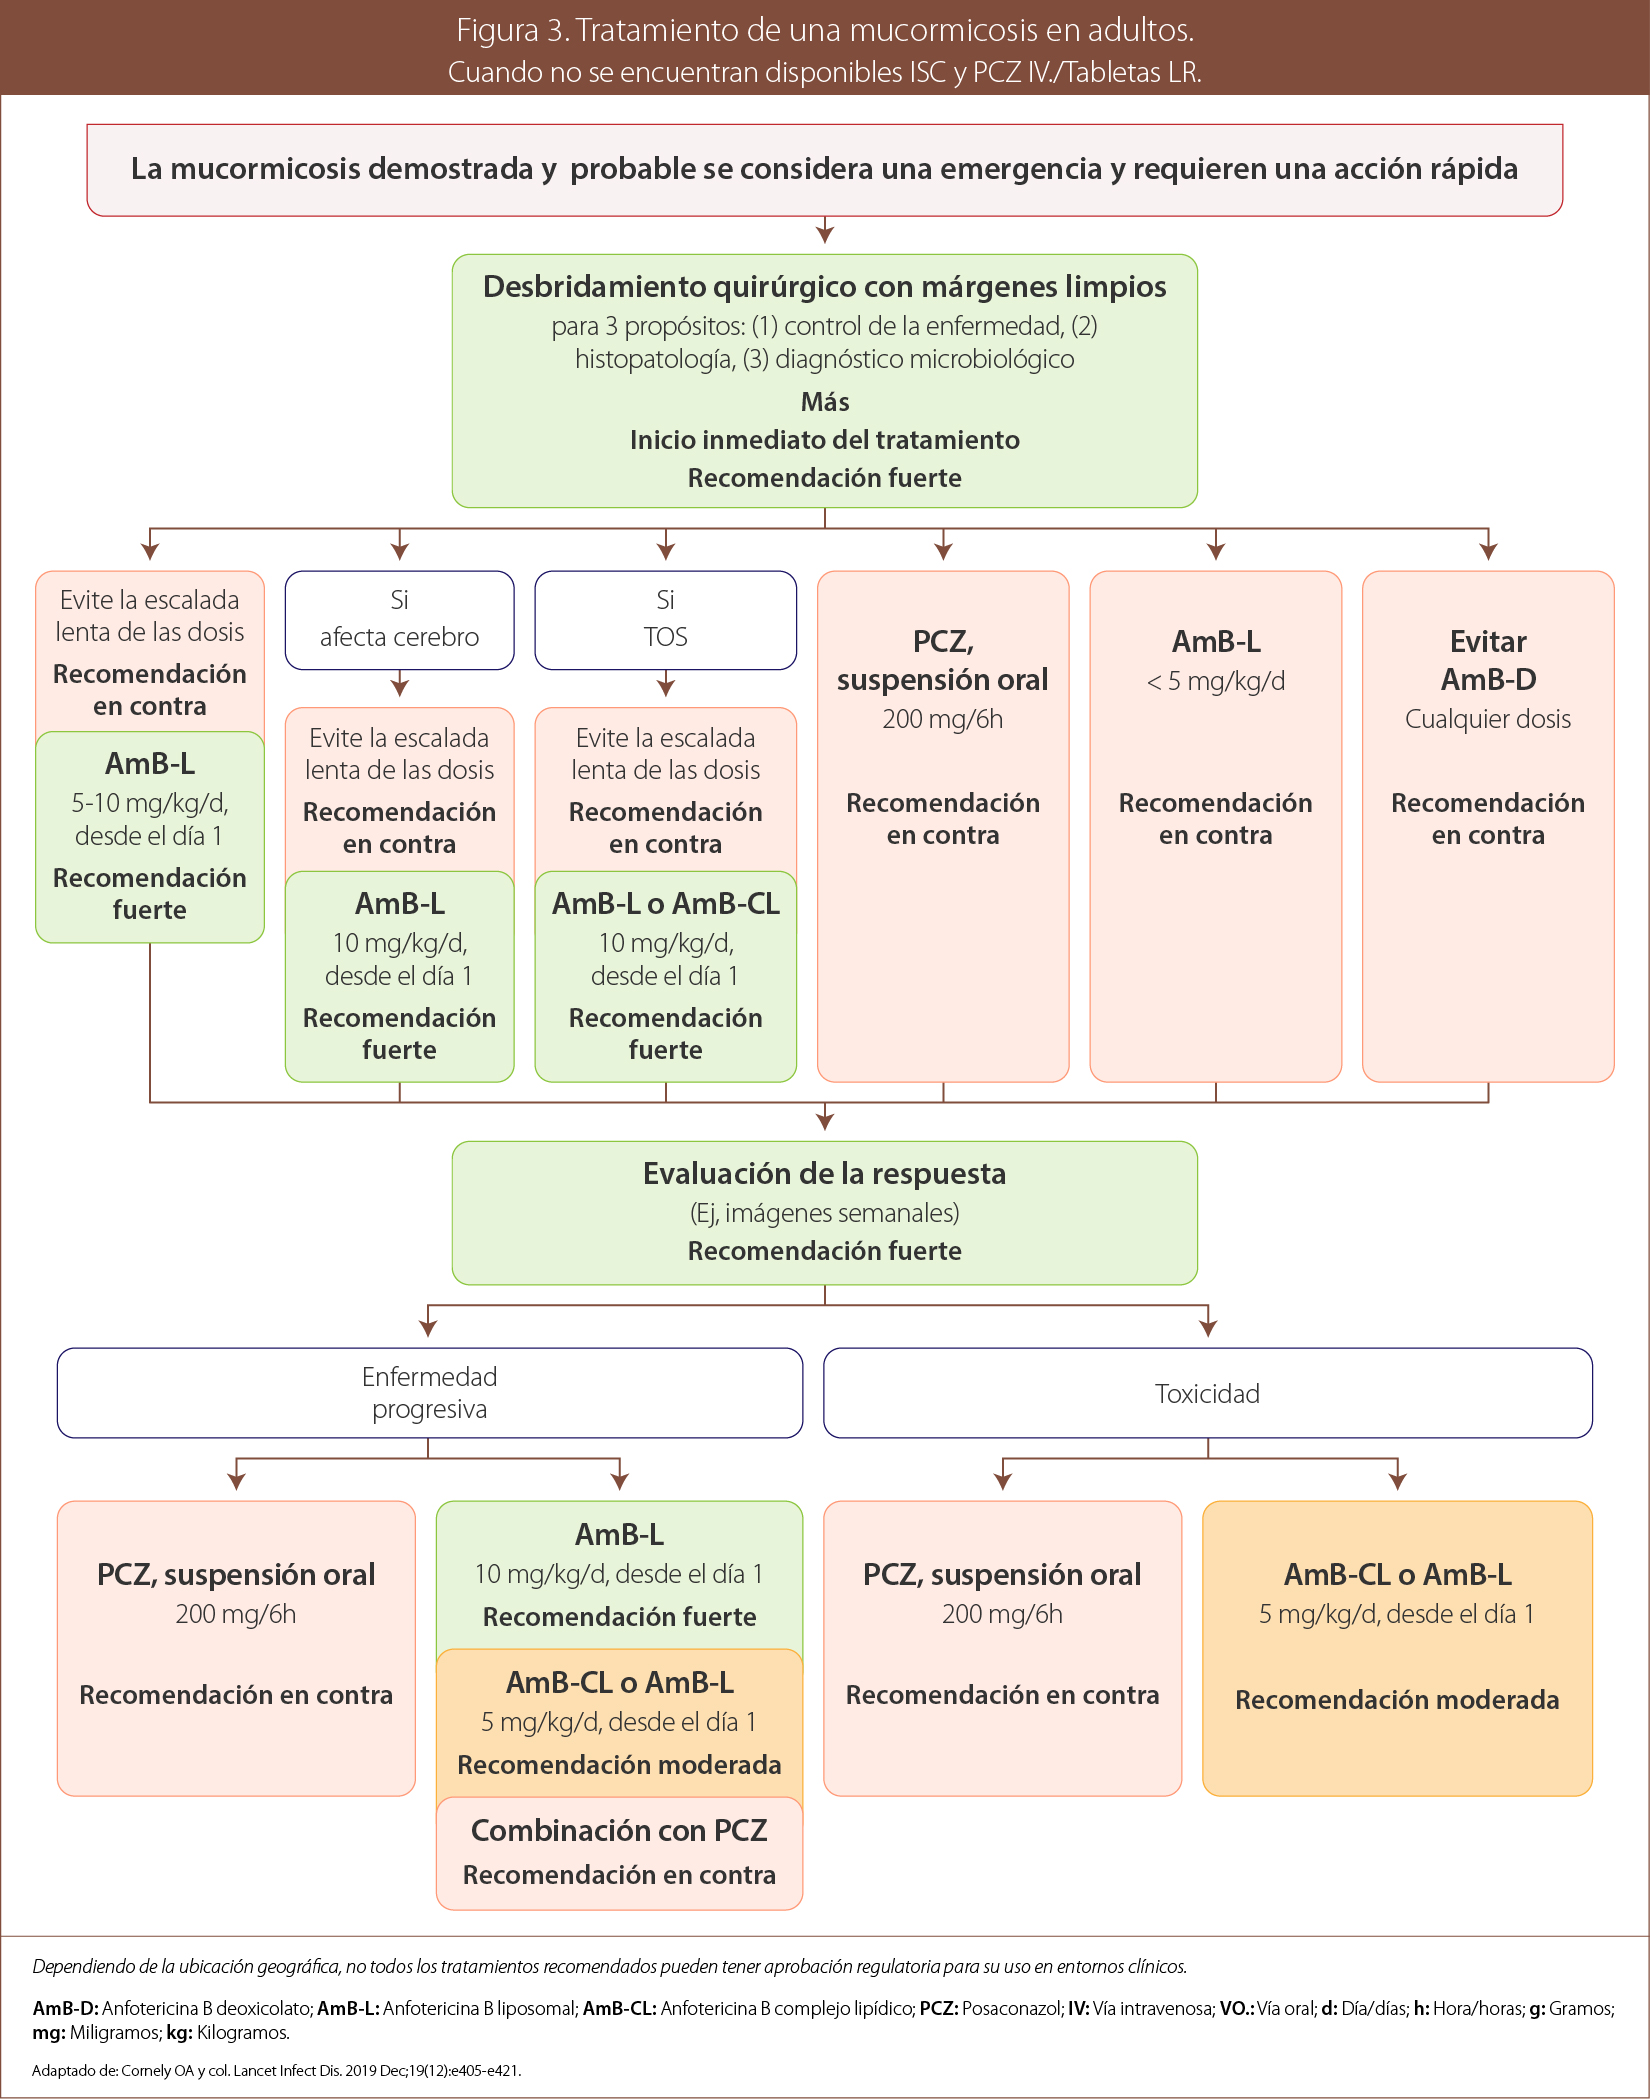 Figura 3. Tratamiento de una mucormicosis en adultos.
Cuando no se encuentran disponibles ISC y PCZ IV./Tabletas LR.
La mucormicosis demostrada y probable se considera una emergencia y requieren una acción rápida
Desbridamiento quirúrgico con márgenes limpios
para 3 propósitos: (1) control de la enfermedad, (2)
histopatología, (3) diagnóstico microbiológico
Más
Inicio inmediato del tratamiento
Recomendación fuerte
Evite la escalada
lenta de las dosis
Recomendación
en contra
AmB-L
5-10 mg/kg/d,
desde el día 1
Recomendación
fuerte
Si
afecta cerebro
Evite la escalada
lenta de las dosis
Recomendación
en contra
AmB-L
10 mg/kg/d,
desde el día 1
Recomendación
fuerte
Si
TOS
Evite la escalada
lenta de las dosis
Recomendación
en contra
AmB-L o AmB-CL
10 mg/kg/d,
desde el día 1
Recomendación
fuerte
PCZ,
suspensión oral
200 mg/6h
Recomendación
en contra
AmB-L
< 5 mg/kg/d
Recomendación
en contra
Evitar
AmB-D
Cualquier dosis
Recomendación
en contra
Evaluación de la respuesta
(Ej, imágenes semanales)
Recomendación fuerte
Enfermedad
progresiva
PCZ, suspensión oral
200 mg/6h
Recomendación en contra
AmB-L
10 mg/kg/d, desde el día 1
Recomendación fuerte
AmB-CL o AmB-L
5 mg/kg/d, desde el día 1
Recomendación moderada
Combinación con PCZ
Recomendación en contra
Toxicidad
PCZ, suspensión oral
200 mg/6h
Recomendación en contra
AmB-CL o AmB-L
5 mg/kg/d, desde el día 1
Recomendación moderada
Dependiendo de la ubicación geográfica, no todos los tratamientos recomendados pueden tener aprobación regulatoria para su uso en entornos clínicos.
AmB-D: Anfotericina B deoxicolato; AmB-L: Anfotericina B liposomal; AmB-CL: Anfotericina B complejo lipídico; PCZ: Posaconazol; IV: Vía intravenosa; VO.: Vía oral; d: Día/días; h: Hora/horas; g: Gramos;
mg: Miligramos; kg: Kilogramos.
Adaptado de: Cornely OA y col. Lancet Infect Dis. 2019 Dec;19(12):e405-e421.